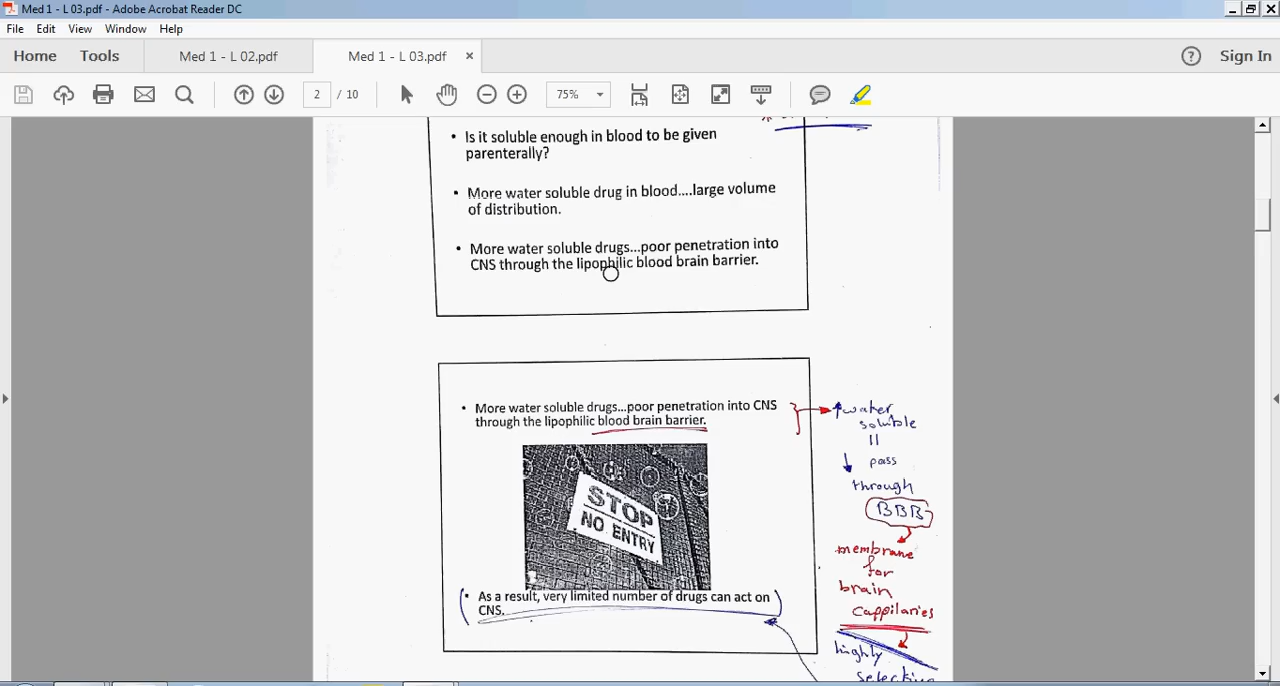 Med 1 - L 03.pdf - Adobe Acrobat Reader DC
File Edit View Window Help
Home Tools Med 1 - L 02.pdf Med 1 - L 03.pdf × ? Sign In
2 / 10 75%
• Is it soluble enough in blood to be given
parenterally?
• More water soluble drug in blood....large volume
of distribution.
• More water soluble drugs...poor penetration into
CNS through the lipophilic blood brain barrier.
• More water soluble drugs...poor penetration into CNS
through the lipophilic blood brain barrier.
STOP
NO ENTRY
• As a result, very limited number of drugs can act on
CNS.
↑water
soluble
=
↓ pass
through
BBB
membrane
for
brain
cappilaries
highly